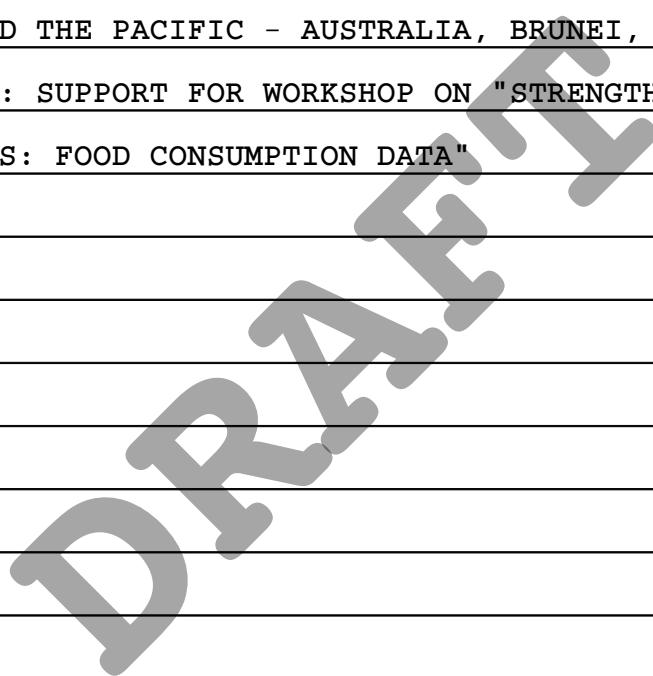 D THE PACIFIC - AUSTRALIA, BRUNEI,
: SUPPORT FOR WORKSHOP ON "STRENGTH
S: FOOD CONSUMPTION DATA"
DRAFT